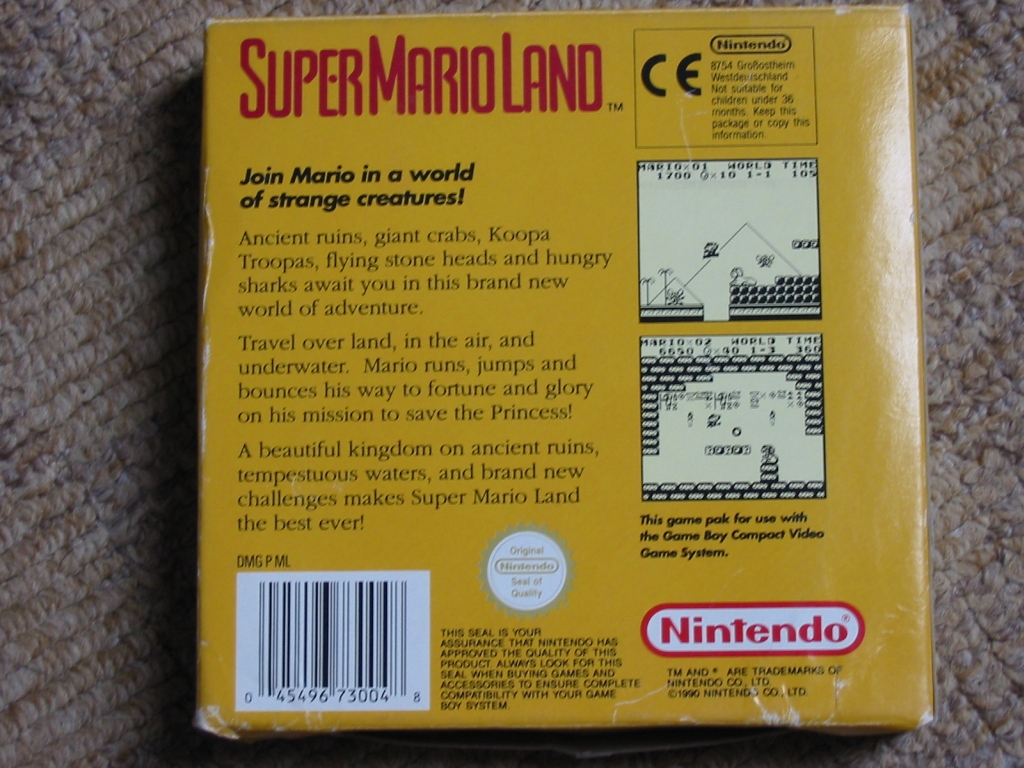 SUPER MARIO LAND™
Nintendo
8754 Großostheim
Westdeutschland
Not suitable for
children under 36
months. Keep this
package or copy this
information.
CE
Join Mario in a world
of strange creatures!
Ancient ruins, giant crabs, Koopa
Troopas, flying stone heads and hungry
sharks await you in this brand new
world of adventure.
Travel over land, in the air, and
underwater. Mario runs, jumps and
bounces his way to fortune and glory
on his mission to save the Princess!
A beautiful kingdom on ancient ruins,
tempestuous waters, and brand new
challenges makes Super Mario Land
the best ever!
MARIO×01 WORLD TIME
1700 ×10 1-1 105
MARIO×02 WORLD TIME
6650 ×40 1-3 360
This game pak for use with
the Game Boy Compact Video
Game System.
DMG P ML
0 45496 73004 8
Original
Nintendo
Seal of
Quality
THIS SEAL IS YOUR
ASSURANCE THAT NINTENDO HAS
APPROVED THE QUALITY OF THIS
PRODUCT. ALWAYS LOOK FOR THIS
SEAL WHEN BUYING GAMES AND
ACCESSORIES TO ENSURE COMPLETE
COMPATIBILITY WITH YOUR GAME
BOY SYSTEM.
Nintendo®
TM AND ® ARE TRADEMARKS OF
NINTENDO CO., LTD.
©1990 NINTENDO CO., LTD.